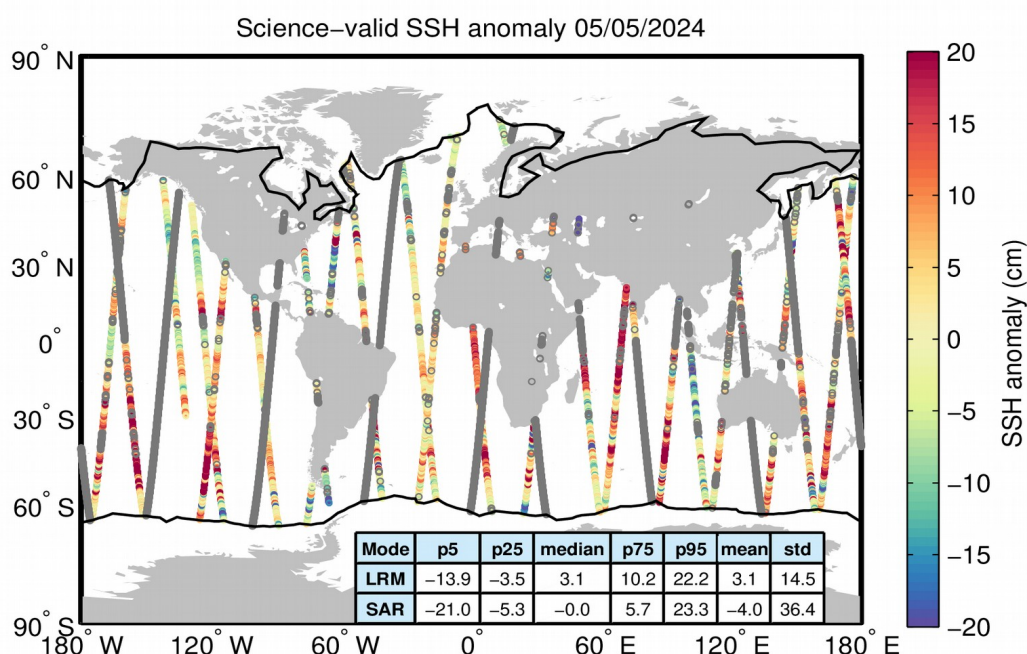 Science−valid SSH anomaly 05/05/2024
90° N
60° N
30° N
0°
30° S
60° S
90° S
180° W
120° W
60° W
0°
60° E
120° E
180° E
Mode p5 p25 median p75 p95 mean std
LRM −13.9 −3.5 3.1 10.2 22.2 3.1 14.5
SAR −21.0 −5.3 −0.0 5.7 23.3 −4.0 36.4
20
15
10
5
0
−5
−10
−15
−20
SSH anomaly (cm)